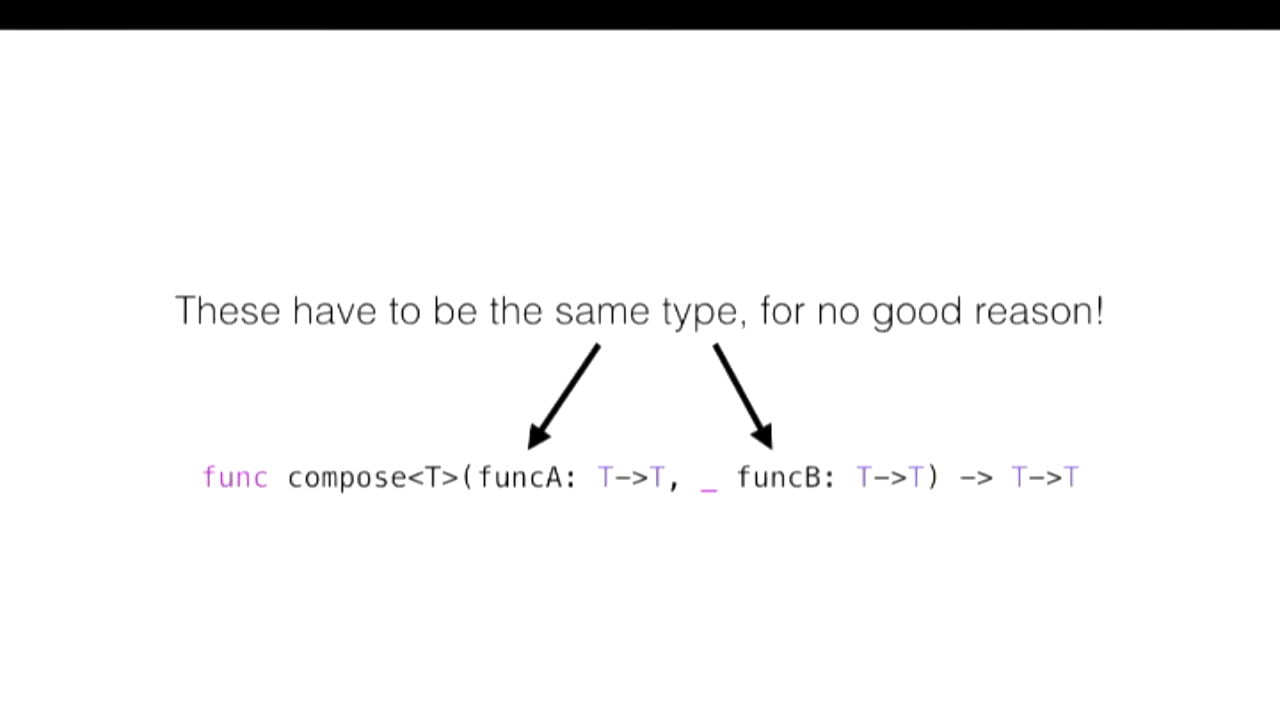 These have to be the same type, for no good reason!
func compose<T>(funcA: T->T, _ funcB: T->T) -> T->T